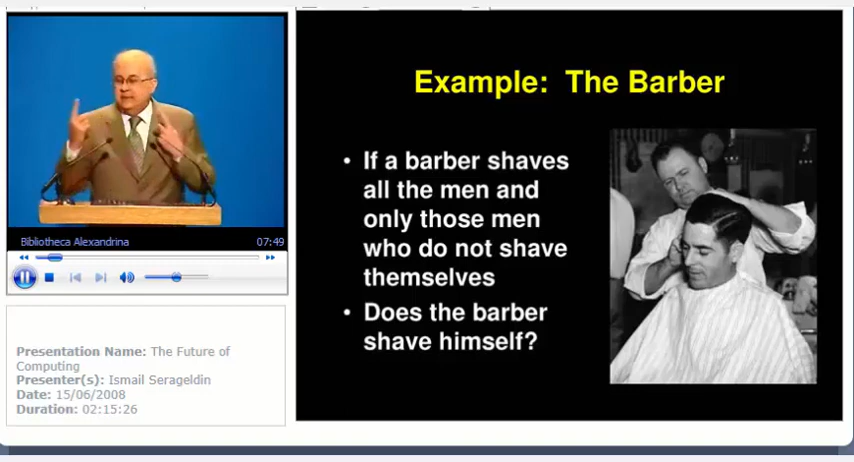 Bibliotheca Alexandrina 07:49
Presentation Name: The Future of
Computing
Presenter(s): Ismail Serageldin
Date: 15/06/2008
Duration: 02:15:26
Example: The Barber
• If a barber shaves
all the men and
only those men
who do not shave
themselves
• Does the barber
shave himself?